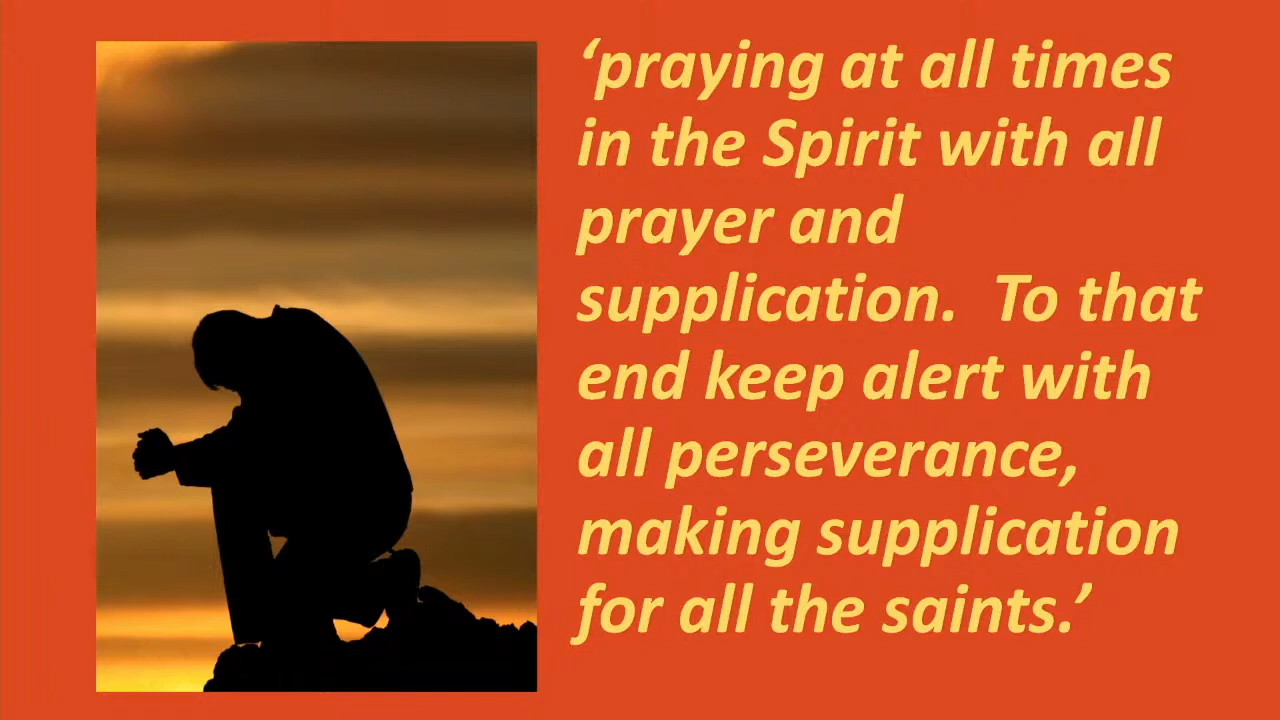 ‘praying at all times
in the Spirit with all
prayer and
supplication.  To that
end keep alert with
all perseverance,
making supplication
for all the saints.’